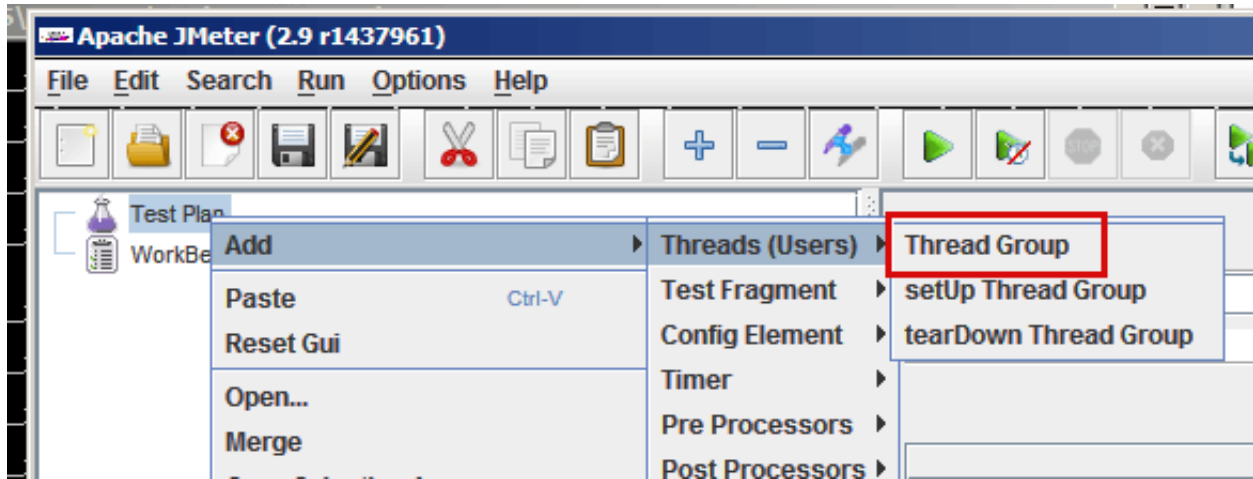 Apache JMeter (2.9 r1437961)
File Edit Search Run Options Help
STOP
Test Plan
WorkBe
Add
Paste Ctrl-V
Reset Gui
Open...
Merge
Threads (Users)
Test Fragment
Config Element
Timer
Pre Processors
Post Processors
Thread Group
setUp Thread Group
tearDown Thread Group